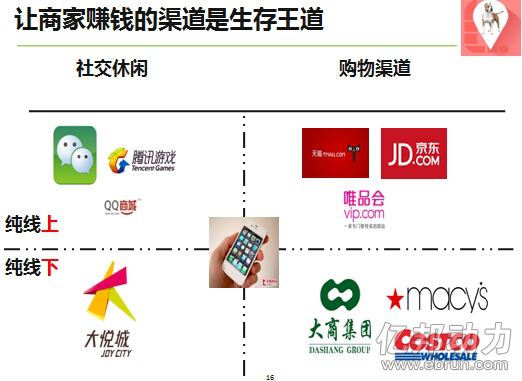 让商家赚钱的渠道是生存王道
社交休闲
购物渠道
腾讯游戏
Tencent Games
QQ商城
天猫 TMALL.COM
JD 京东
.COM
唯品会
vip.com
一家专门做特卖的网站
纯线上
纯线下
大悦城
JOY CITY
大商集团
DASHANG GROUP
macy's
COSTCO
WHOLESALE
亿邦动力
www.ebrun.com
16